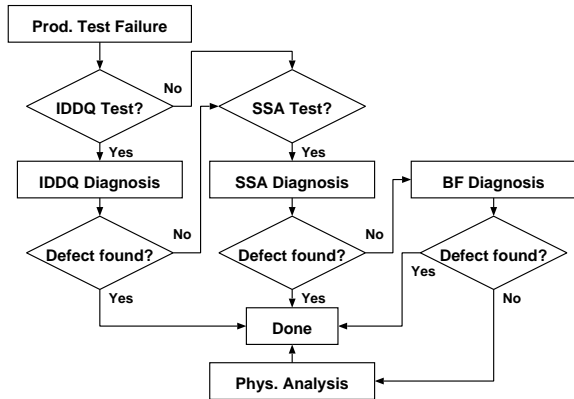 Prod. Test Failure
No
IDDQ Test?
SSA Test?
Yes
Yes
IDDQ Diagnosis
SSA Diagnosis
BF Diagnosis
No
No
Defect found?
Defect found?
Defect found?
Yes
Yes
Yes
No
Done
Phys. Analysis